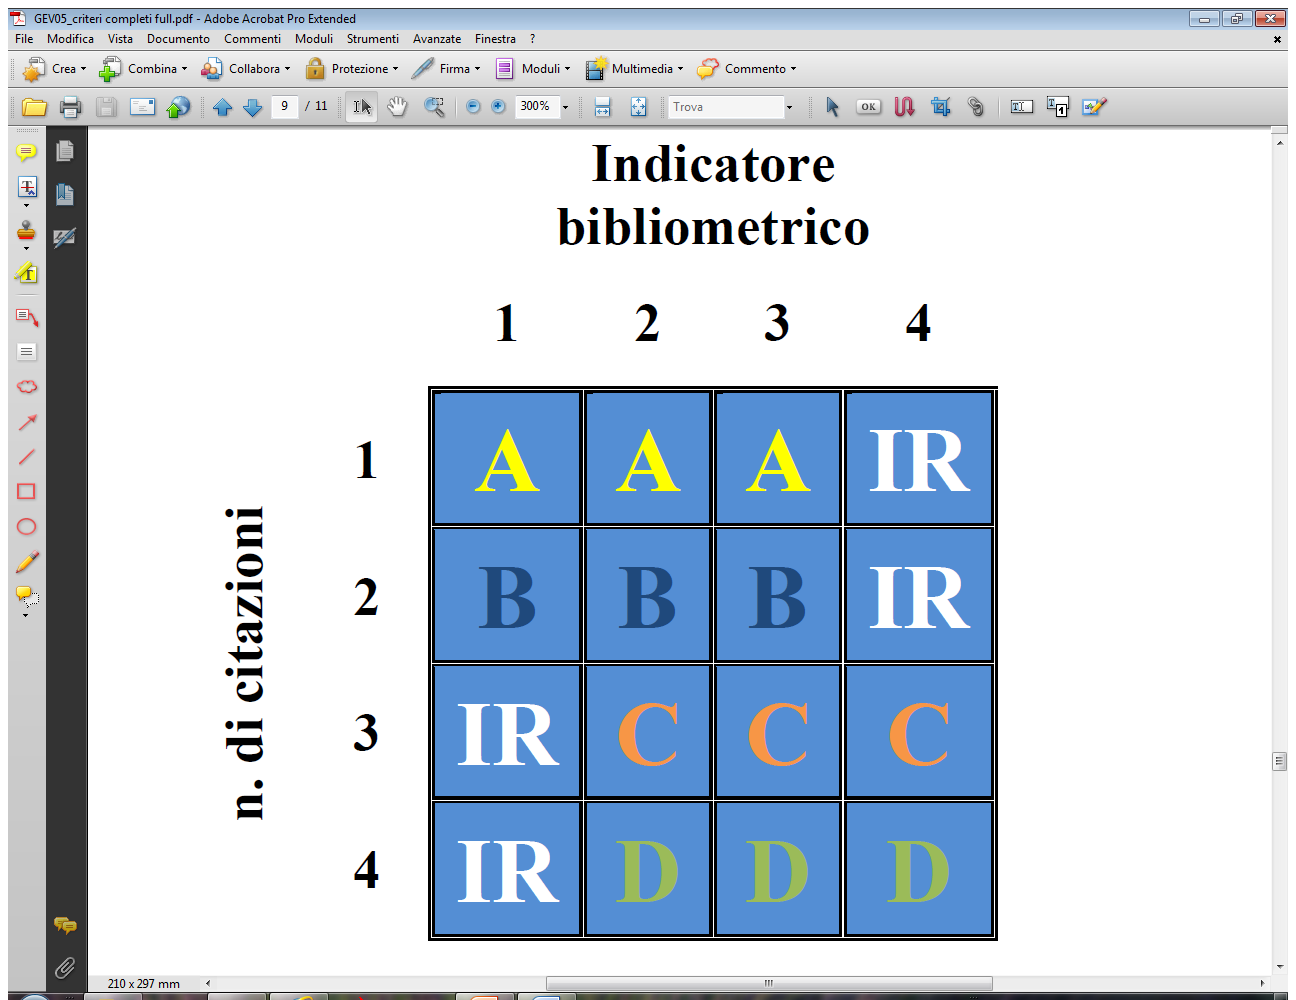 GEV05_criteri completi full.pdf - Adobe Acrobat Pro Extended
File Modifica Vista Documento Commenti Moduli Strumenti Avanzate Finestra ?
Crea Combina Collabora Protezione Firma Moduli Multimedia Commento
9 / 11 300% Trova OK
Indicatore
bibliometrico
1 2 3 4
n. di citazioni
1 A A A IR
2 B B B IR
3 IR C C C
4 IR D D D
210 x 297 mm